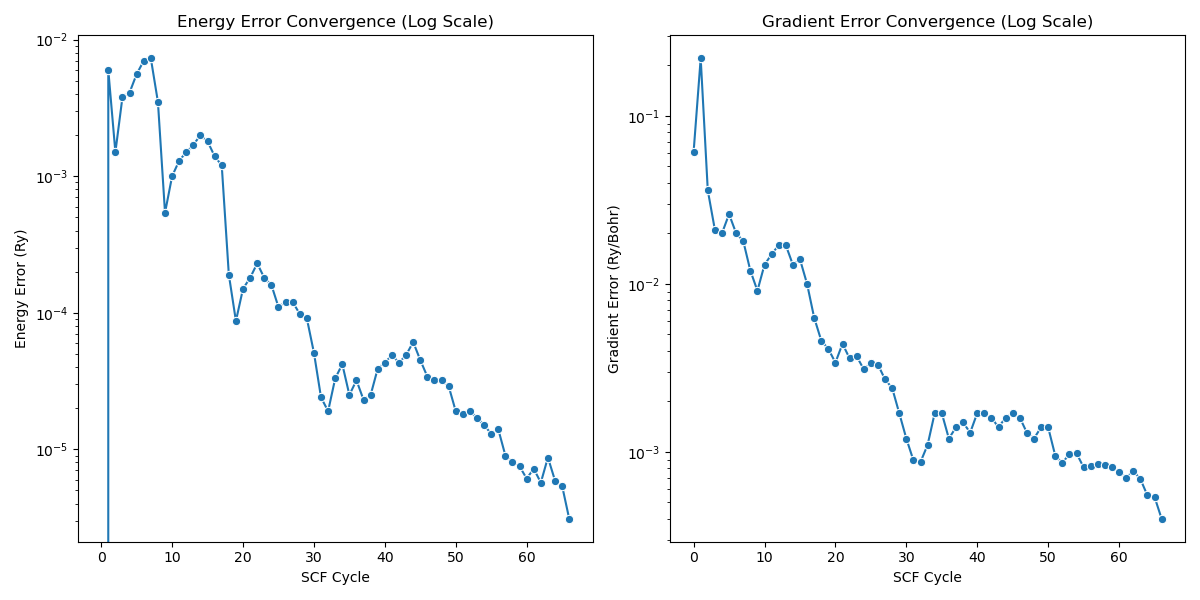 Energy Error Convergence (Log Scale)
Energy Error (Ry)
10⁻²
10⁻³
10⁻⁴
10⁻⁵
0 10 20 30 40 50 60
SCF Cycle
Gradient Error Convergence (Log Scale)
Gradient Error (Ry/Bohr)
10⁻¹
10⁻²
10⁻³
0 10 20 30 40 50 60
SCF Cycle